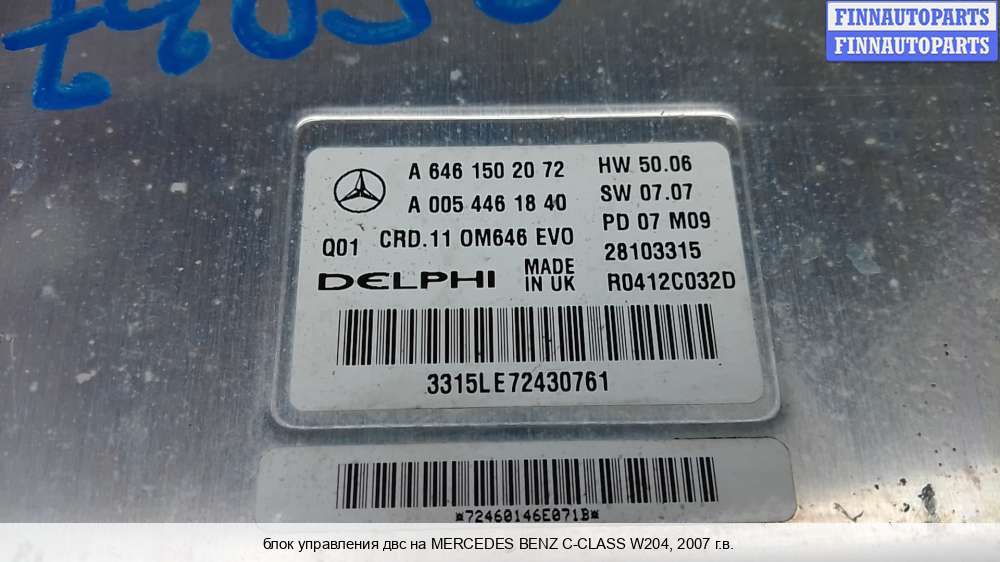 FINNAUTOPARTS
FINNAUTOPARTS
A 646 150 20 72
HW 50.06
A 005 446 18 40
SW 07.07
Q01 CRD.11 OM646 EVO
PD 07 M09
28103315
DELPHI
MADE IN UK
R0412C032D
3315LE72430761
*72460146E071B*
блок управления двс на MERCEDES BENZ C-CLASS W204, 2007 г.в.